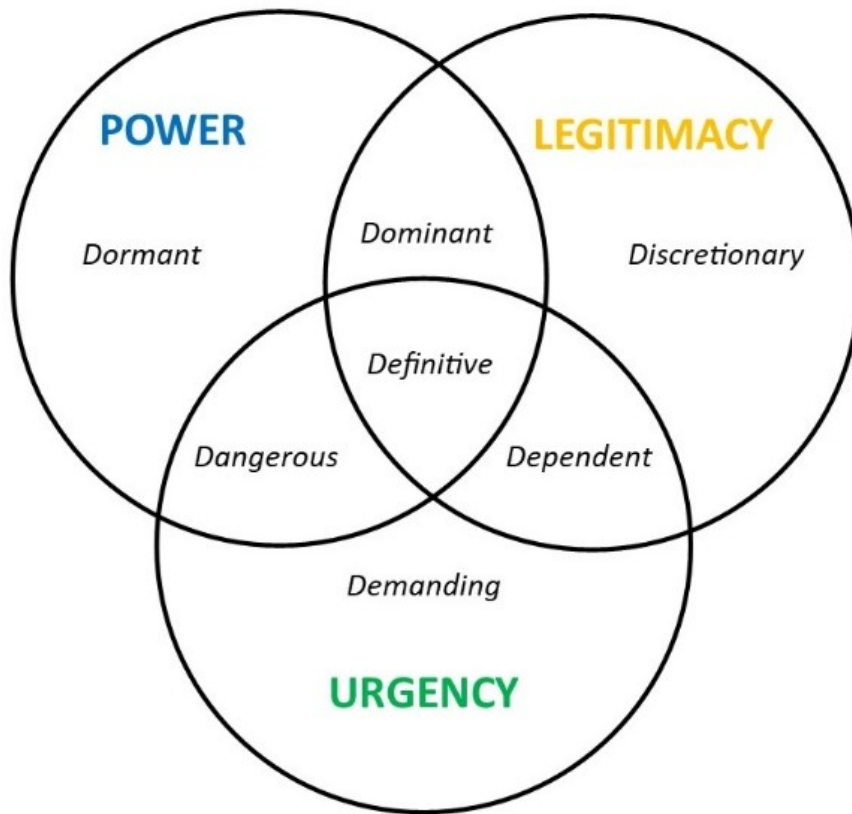 POWER
LEGITIMACY
Dormant
Dominant
Discretionary
Definitive
Dangerous
Dependent
Demanding
URGENCY